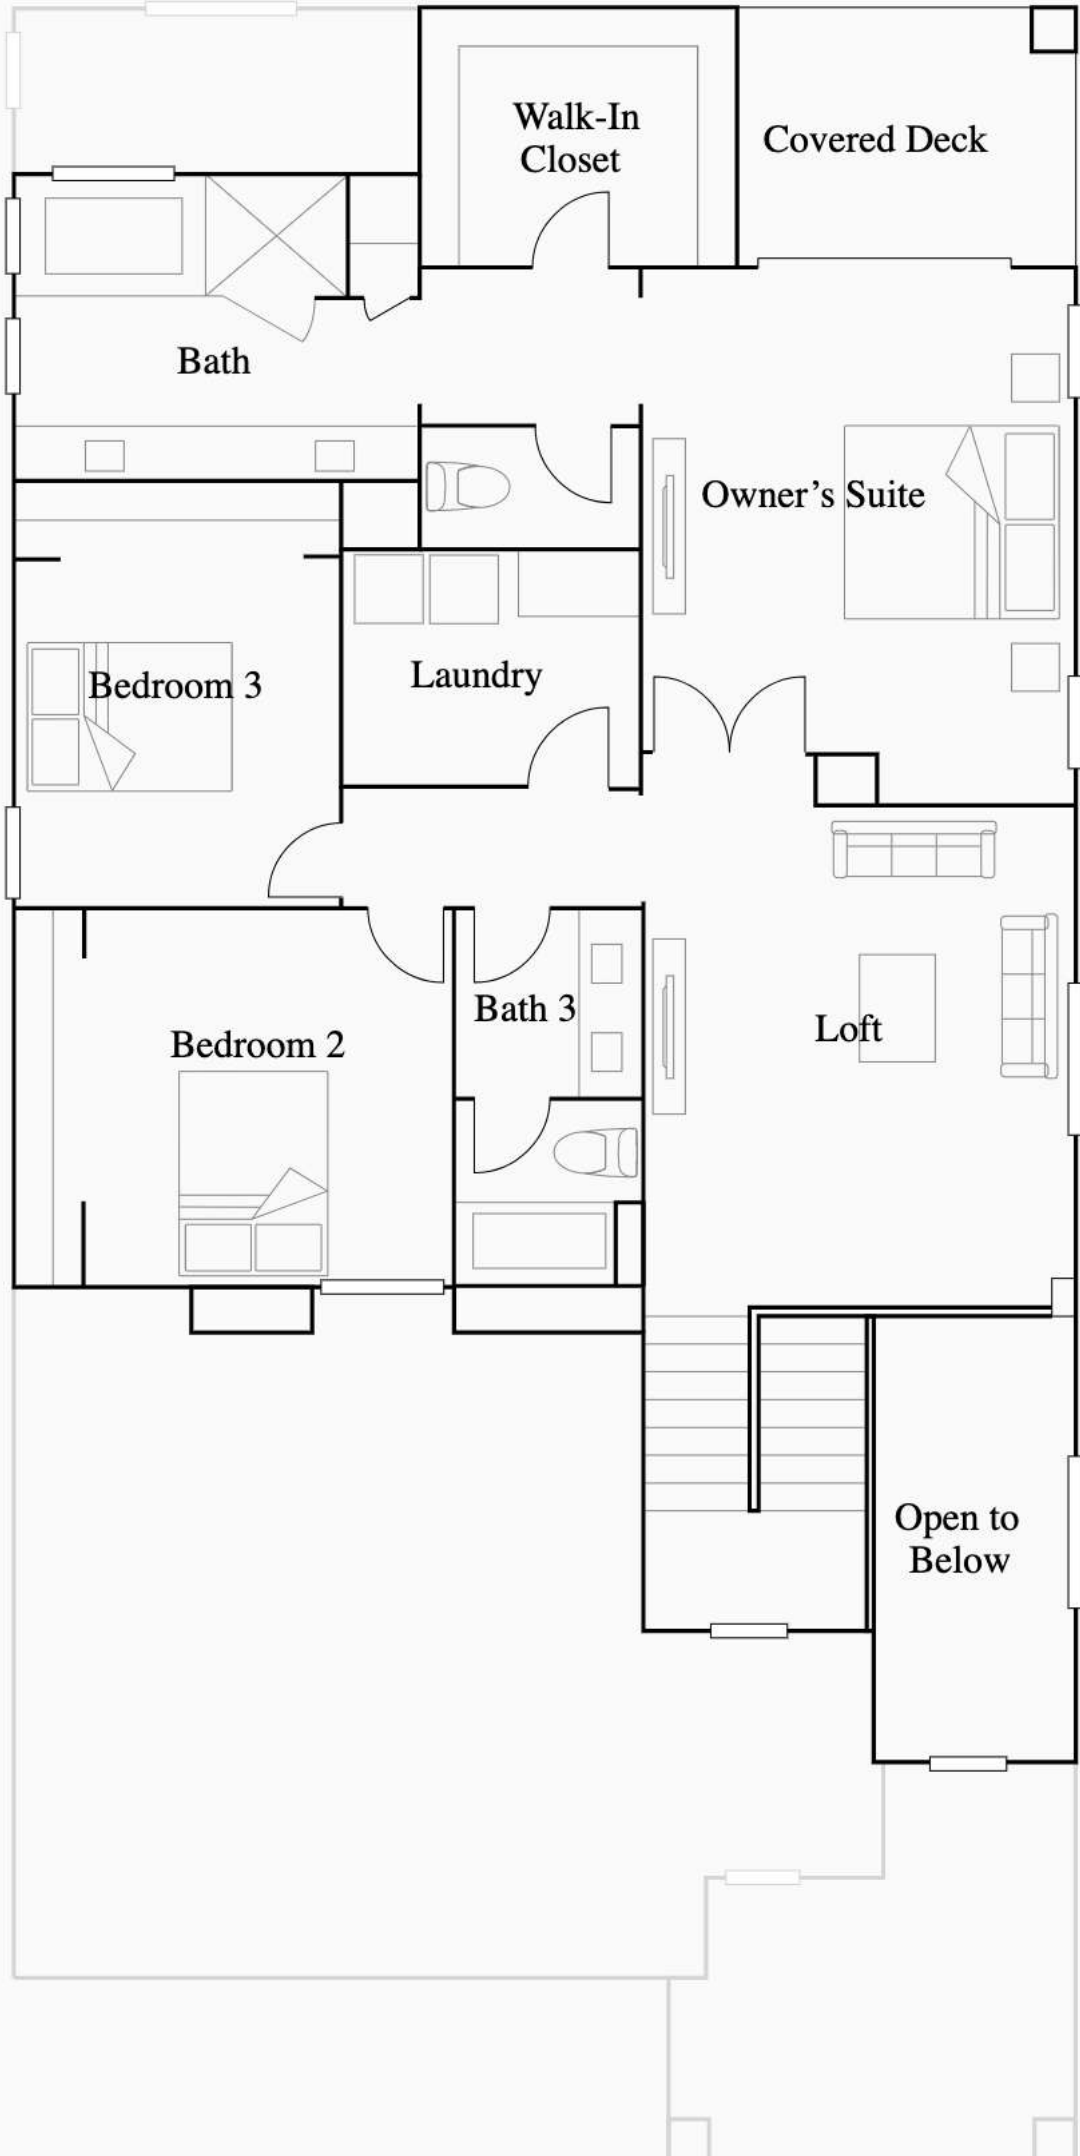 Walk-In
Closet
Covered Deck
Bath
Owner’s Suite
Bedroom 3
Laundry
Bath 3
Bedroom 2
Loft
Open to
Below